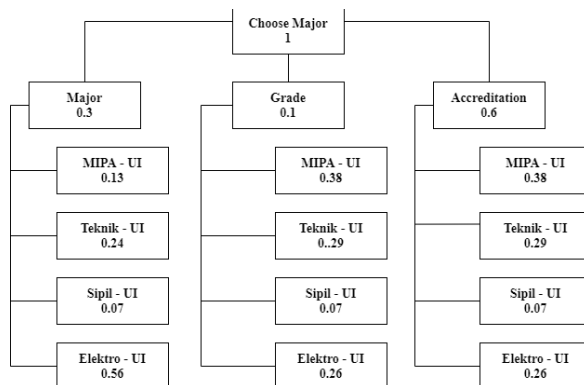 Choose Major
1
Major
0.3
Grade
0.1
Accreditation
0.6
MIPA - UI
0.13
MIPA - UI
0.38
MIPA - UI
0.38
Teknik - UI
0.24
Teknik - UI
0..29
Teknik - UI
0.29
Sipil - UI
0.07
Sipil - UI
0.07
Sipil - UI
0.07
Elektro - UI
0.56
Elektro - UI
0.26
Elektro - UI
0.26